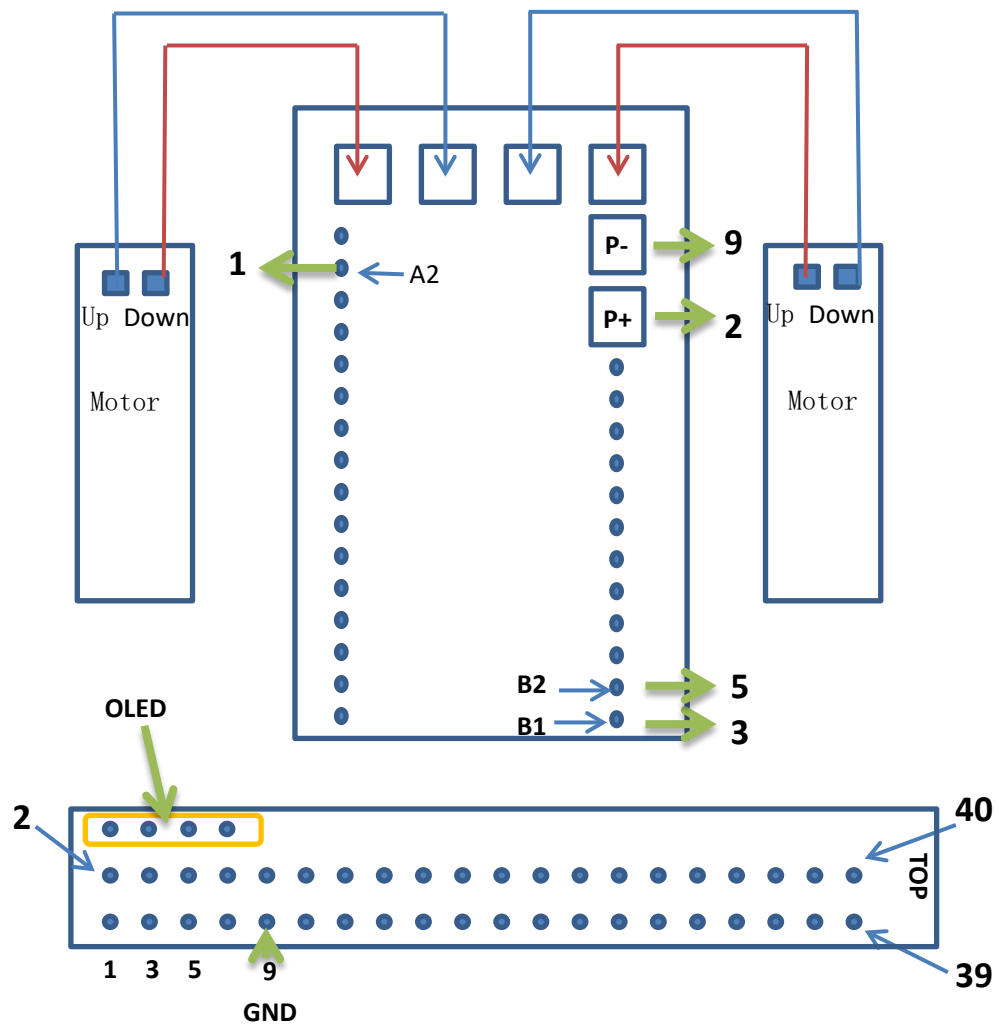 P-
9
1
A2
P+
2
Up Down
Motor
Up Down
Motor
B2
5
B1
3
OLED
2
40
TOP
1 3 5 9
39
GND